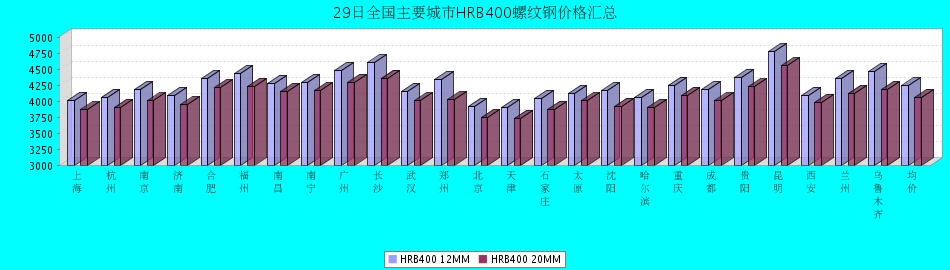 29日全国主要城市HRB400螺纹钢价格汇总
5000
4750
4500
4250
4000
3750
3500
3250
3000
上海
杭州
南京
济南
合肥
福州
南昌
南宁
广州
长沙
武汉
郑州
北京
天津
石家庄
太原
沈阳
哈尔滨
重庆
成都
贵阳
昆明
西安
兰州
乌鲁木齐
均价
HRB400 12MM
HRB400 20MM